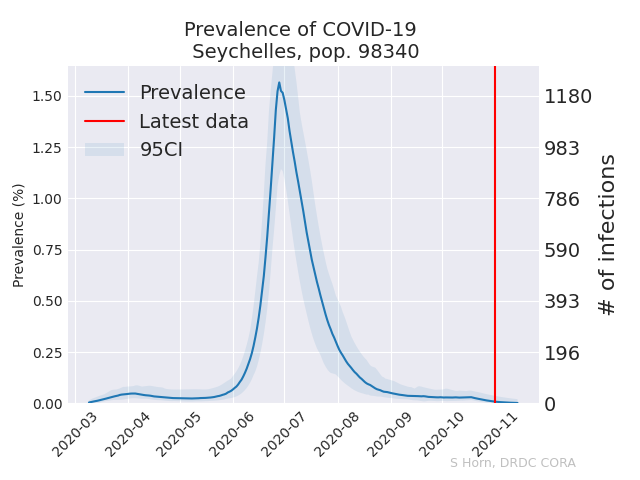 Prevalence of COVID-19
Seychelles, pop. 98340
Prevalence
Latest data
95CI
Prevalence (%)
1.50
1.25
1.00
0.75
0.50
0.25
0.00
1180
983
786
590
393
196
0
# of infections
2020-03
2020-04
2020-05
2020-06
2020-07
2020-08
2020-09
2020-10
2020-11
S Horn, DRDC CORA